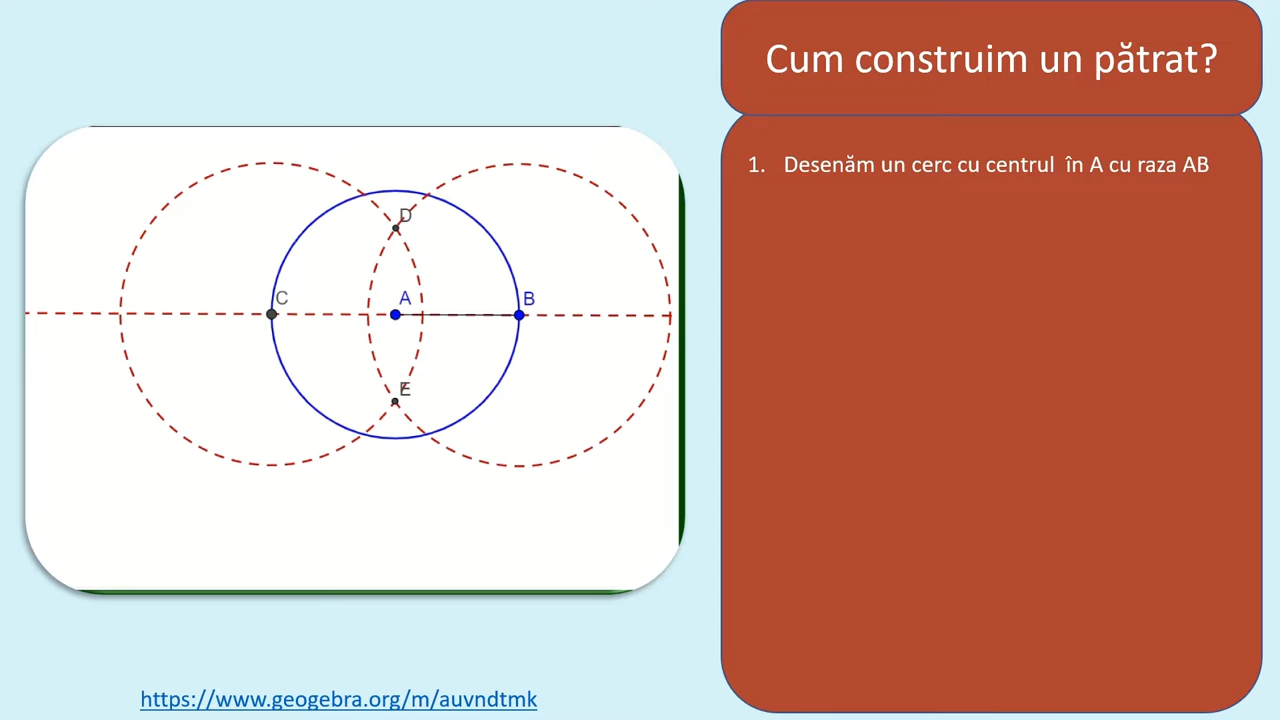 Cum construim un pătrat?
1. Desenăm un cerc cu centrul în A cu raza AB
D
C
A
B
E
https://www.geogebra.org/m/auvndtmk